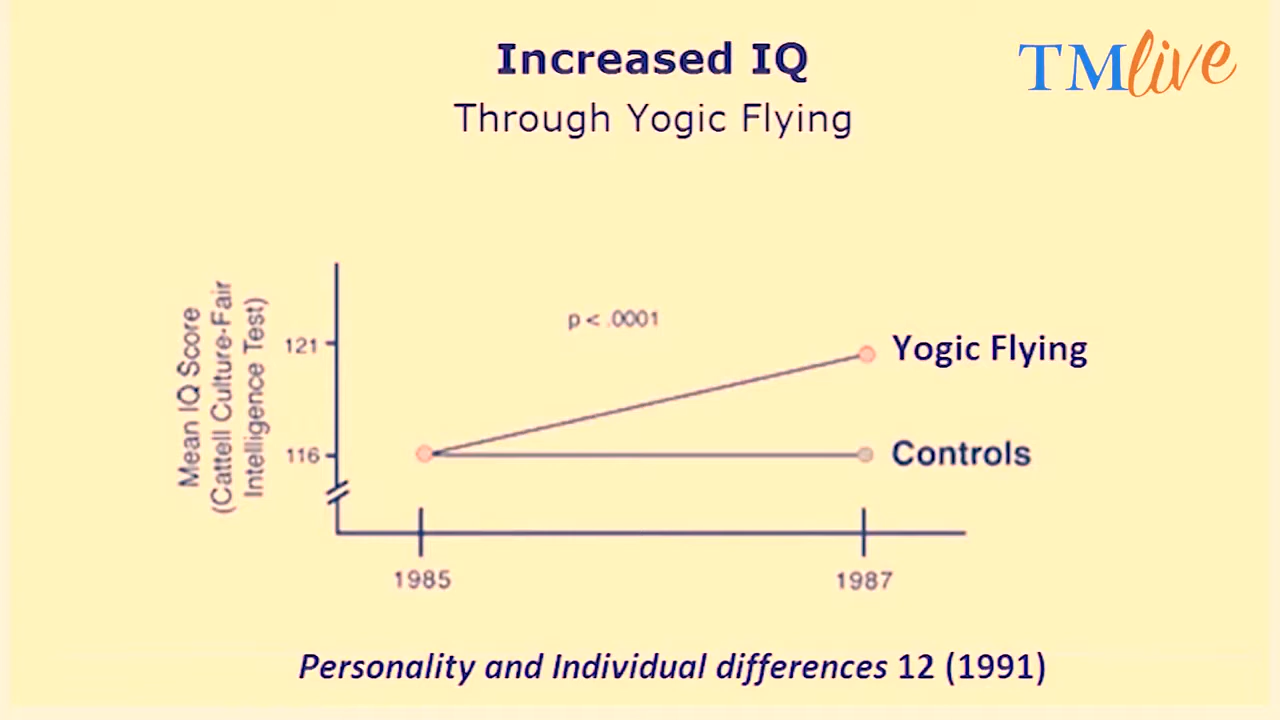 Increased IQ
TMlive
Through Yogic Flying
Mean IQ Score
(Cattell Culture-Fair
Intelligence Test)
p < .0001
121
Yogic Flying
116
Controls
1985
1987
Personality and Individual differences 12 (1991)